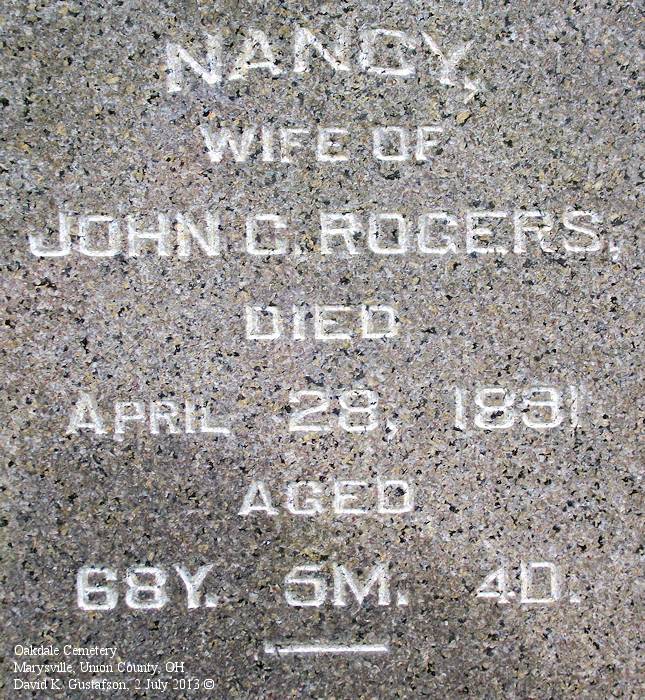 NANCY,
WIFE OF
JOHN C. ROGERS,
DIED
APRIL 28, 1891
AGED
68Y. 5M. 4D.
Oakdale Cemetery
Marysville, Union County, OH
David K. Gustafson, 2 July 2013 ©